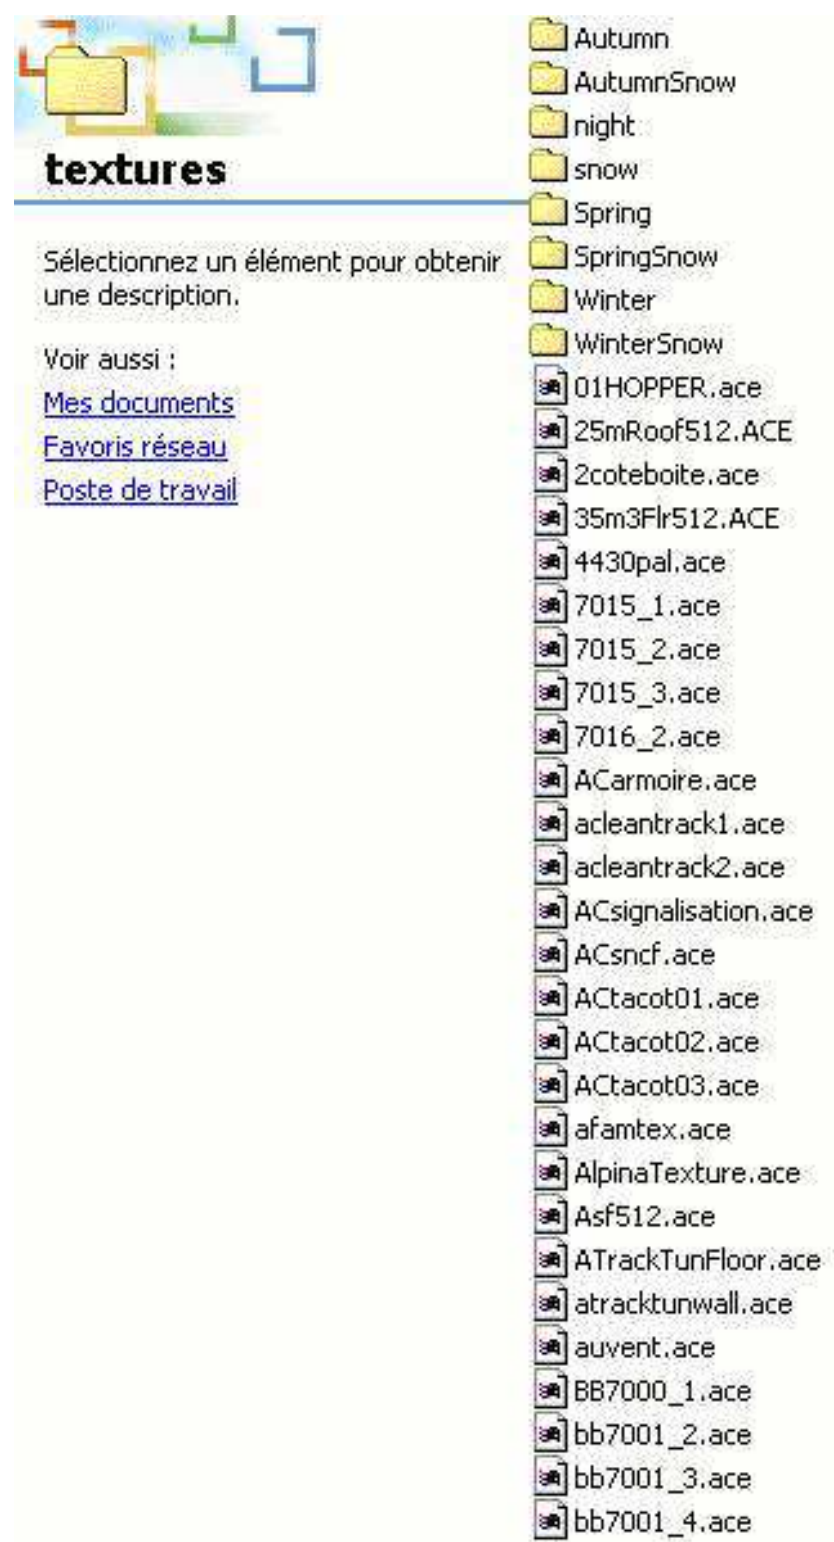 textures
Sélectionnez un élément pour obtenir
une description.
Voir aussi :
Mes documents
Favoris réseau
Poste de travail
Autumn
AutumnSnow
night
snow
Spring
SpringSnow
Winter
WinterSnow
01HOPPER.ace
25mRoof512.ACE
2coteboite.ace
35m3Flr512.ACE
4430pal.ace
7015_1.ace
7015_2.ace
7015_3.ace
7016_2.ace
ACarmoire.ace
acleantrack1.ace
acleantrack2.ace
ACsignalisation.ace
ACsncf.ace
ACtacot01.ace
ACtacot02.ace
ACtacot03.ace
afamtex.ace
AlpinaTexture.ace
Asf512.ace
ATrackTunFloor.ace
atracktunwall.ace
auvent.ace
BB7000_1.ace
bb7001_2.ace
bb7001_3.ace
bb7001_4.ace